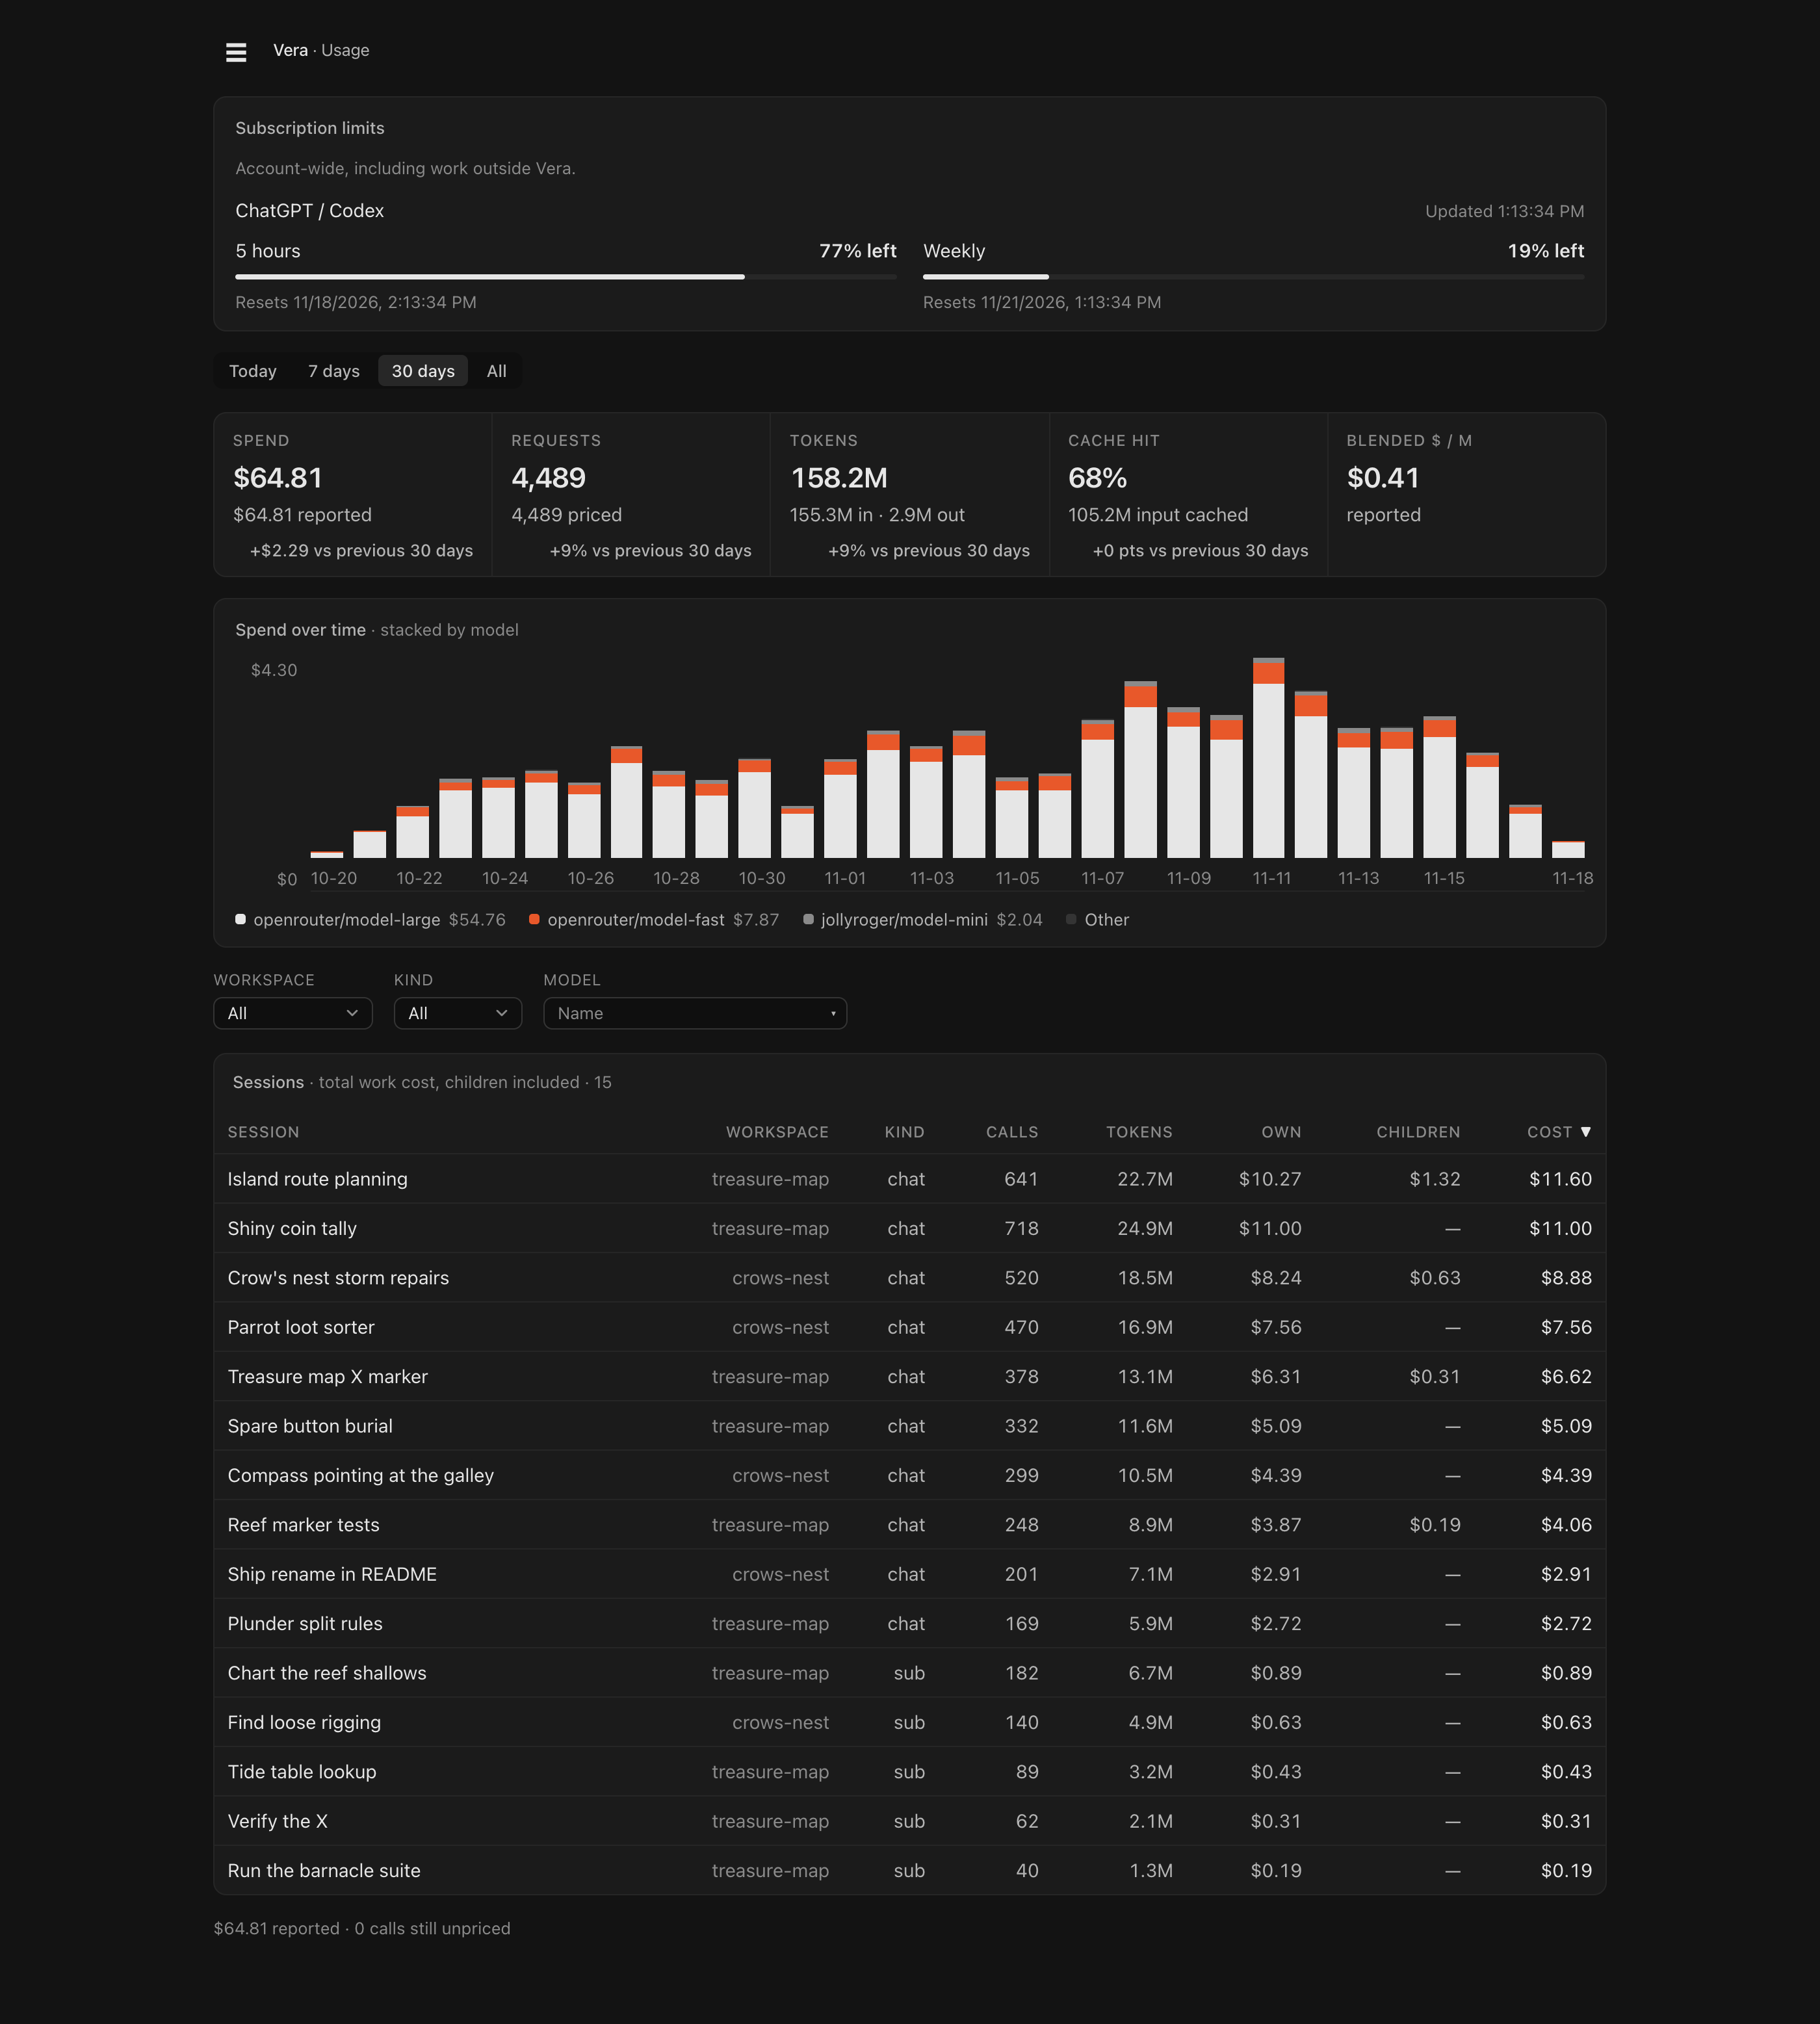 Vera · Usage
Subscription limits
Account-wide, including work outside Vera.
ChatGPT / Codex
Updated 1:13:34 PM
5 hours 77% left
Weekly 19% left
Resets 11/18/2026, 2:13:34 PM
Resets 11/21/2026, 1:13:34 PM
Today 7 days 30 days All
SPEND REQUESTS TOKENS CACHE HIT BLENDED $ / M
$64.81 4,489 158.2M 68% $0.41
$64.81 reported 4,489 priced 155.3M in · 2.9M out 105.2M input cached reported
+$2.29 vs previous 30 days +9% vs previous 30 days +9% vs previous 30 days +0 pts vs previous 30 days
Spend over time · stacked by model
$4.30
$0 10-20 10-22 10-24 10-26 10-28 10-30 11-01 11-03 11-05 11-07 11-09 11-11 11-13 11-15 11-18
openrouter/model-large $54.76 openrouter/model-fast $7.87 jollyroger/model-mini $2.04 Other
WORKSPACE KIND MODEL
All All Name
Sessions · total work cost, children included · 15
SESSION WORKSPACE KIND CALLS TOKENS OWN CHILDREN COST ▼
Island route planning treasure-map chat 641 22.7M $10.27 $1.32 $11.60
Shiny coin tally treasure-map chat 718 24.9M $11.00 — $11.00
Crow's nest storm repairs crows-nest chat 520 18.5M $8.24 $0.63 $8.88
Parrot loot sorter crows-nest chat 470 16.9M $7.56 — $7.56
Treasure map X marker treasure-map chat 378 13.1M $6.31 $0.31 $6.62
Spare button burial treasure-map chat 332 11.6M $5.09 — $5.09
Compass pointing at the galley crows-nest chat 299 10.5M $4.39 — $4.39
Reef marker tests treasure-map chat 248 8.9M $3.87 $0.19 $4.06
Ship rename in README crows-nest chat 201 7.1M $2.91 — $2.91
Plunder split rules treasure-map chat 169 5.9M $2.72 — $2.72
Chart the reef shallows treasure-map sub 182 6.7M $0.89 — $0.89
Find loose rigging crows-nest sub 140 4.9M $0.63 — $0.63
Tide table lookup treasure-map sub 89 3.2M $0.43 — $0.43
Verify the X treasure-map sub 62 2.1M $0.31 — $0.31
Run the barnacle suite treasure-map sub 40 1.3M $0.19 — $0.19
$64.81 reported · 0 calls still unpriced